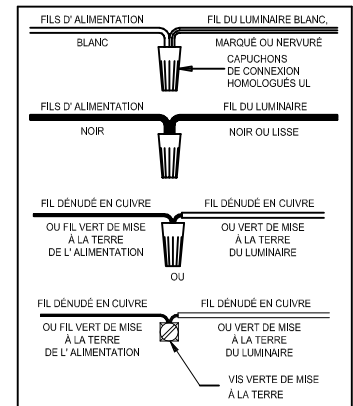 FILS D' ALIMENTATION
FIL DU LUMINAIRE BLANC,
BLANC
MARQUÉ OU NERVURÉ
CAPUCHONS
DE CONNEXION
HOMOLOGUÉS UL
FILS D' ALIMENTATION
FIL DU LUMINAIRE
NOIR
NOIR OU LISSE
FIL DÉNUDÉ EN CUIVRE
FIL DÉNUDÉ EN CUIVRE
OU FIL VERT DE MISE
À LA TERRE
DE L' ALIMENTATION
OU VERT DE MISE
À LA TERRE
DU LUMINAIRE
OU
FIL DÉNUDÉ EN CUIVRE
FIL DÉNUDÉ EN CUIVRE
OU FIL VERT DE MISE
À LA TERRE
DE L' ALIMENTATION
OU VERT DE MISE
À LA TERRE
DU LUMINAIRE
VIS VERTE DE MISE
À LA TERRE